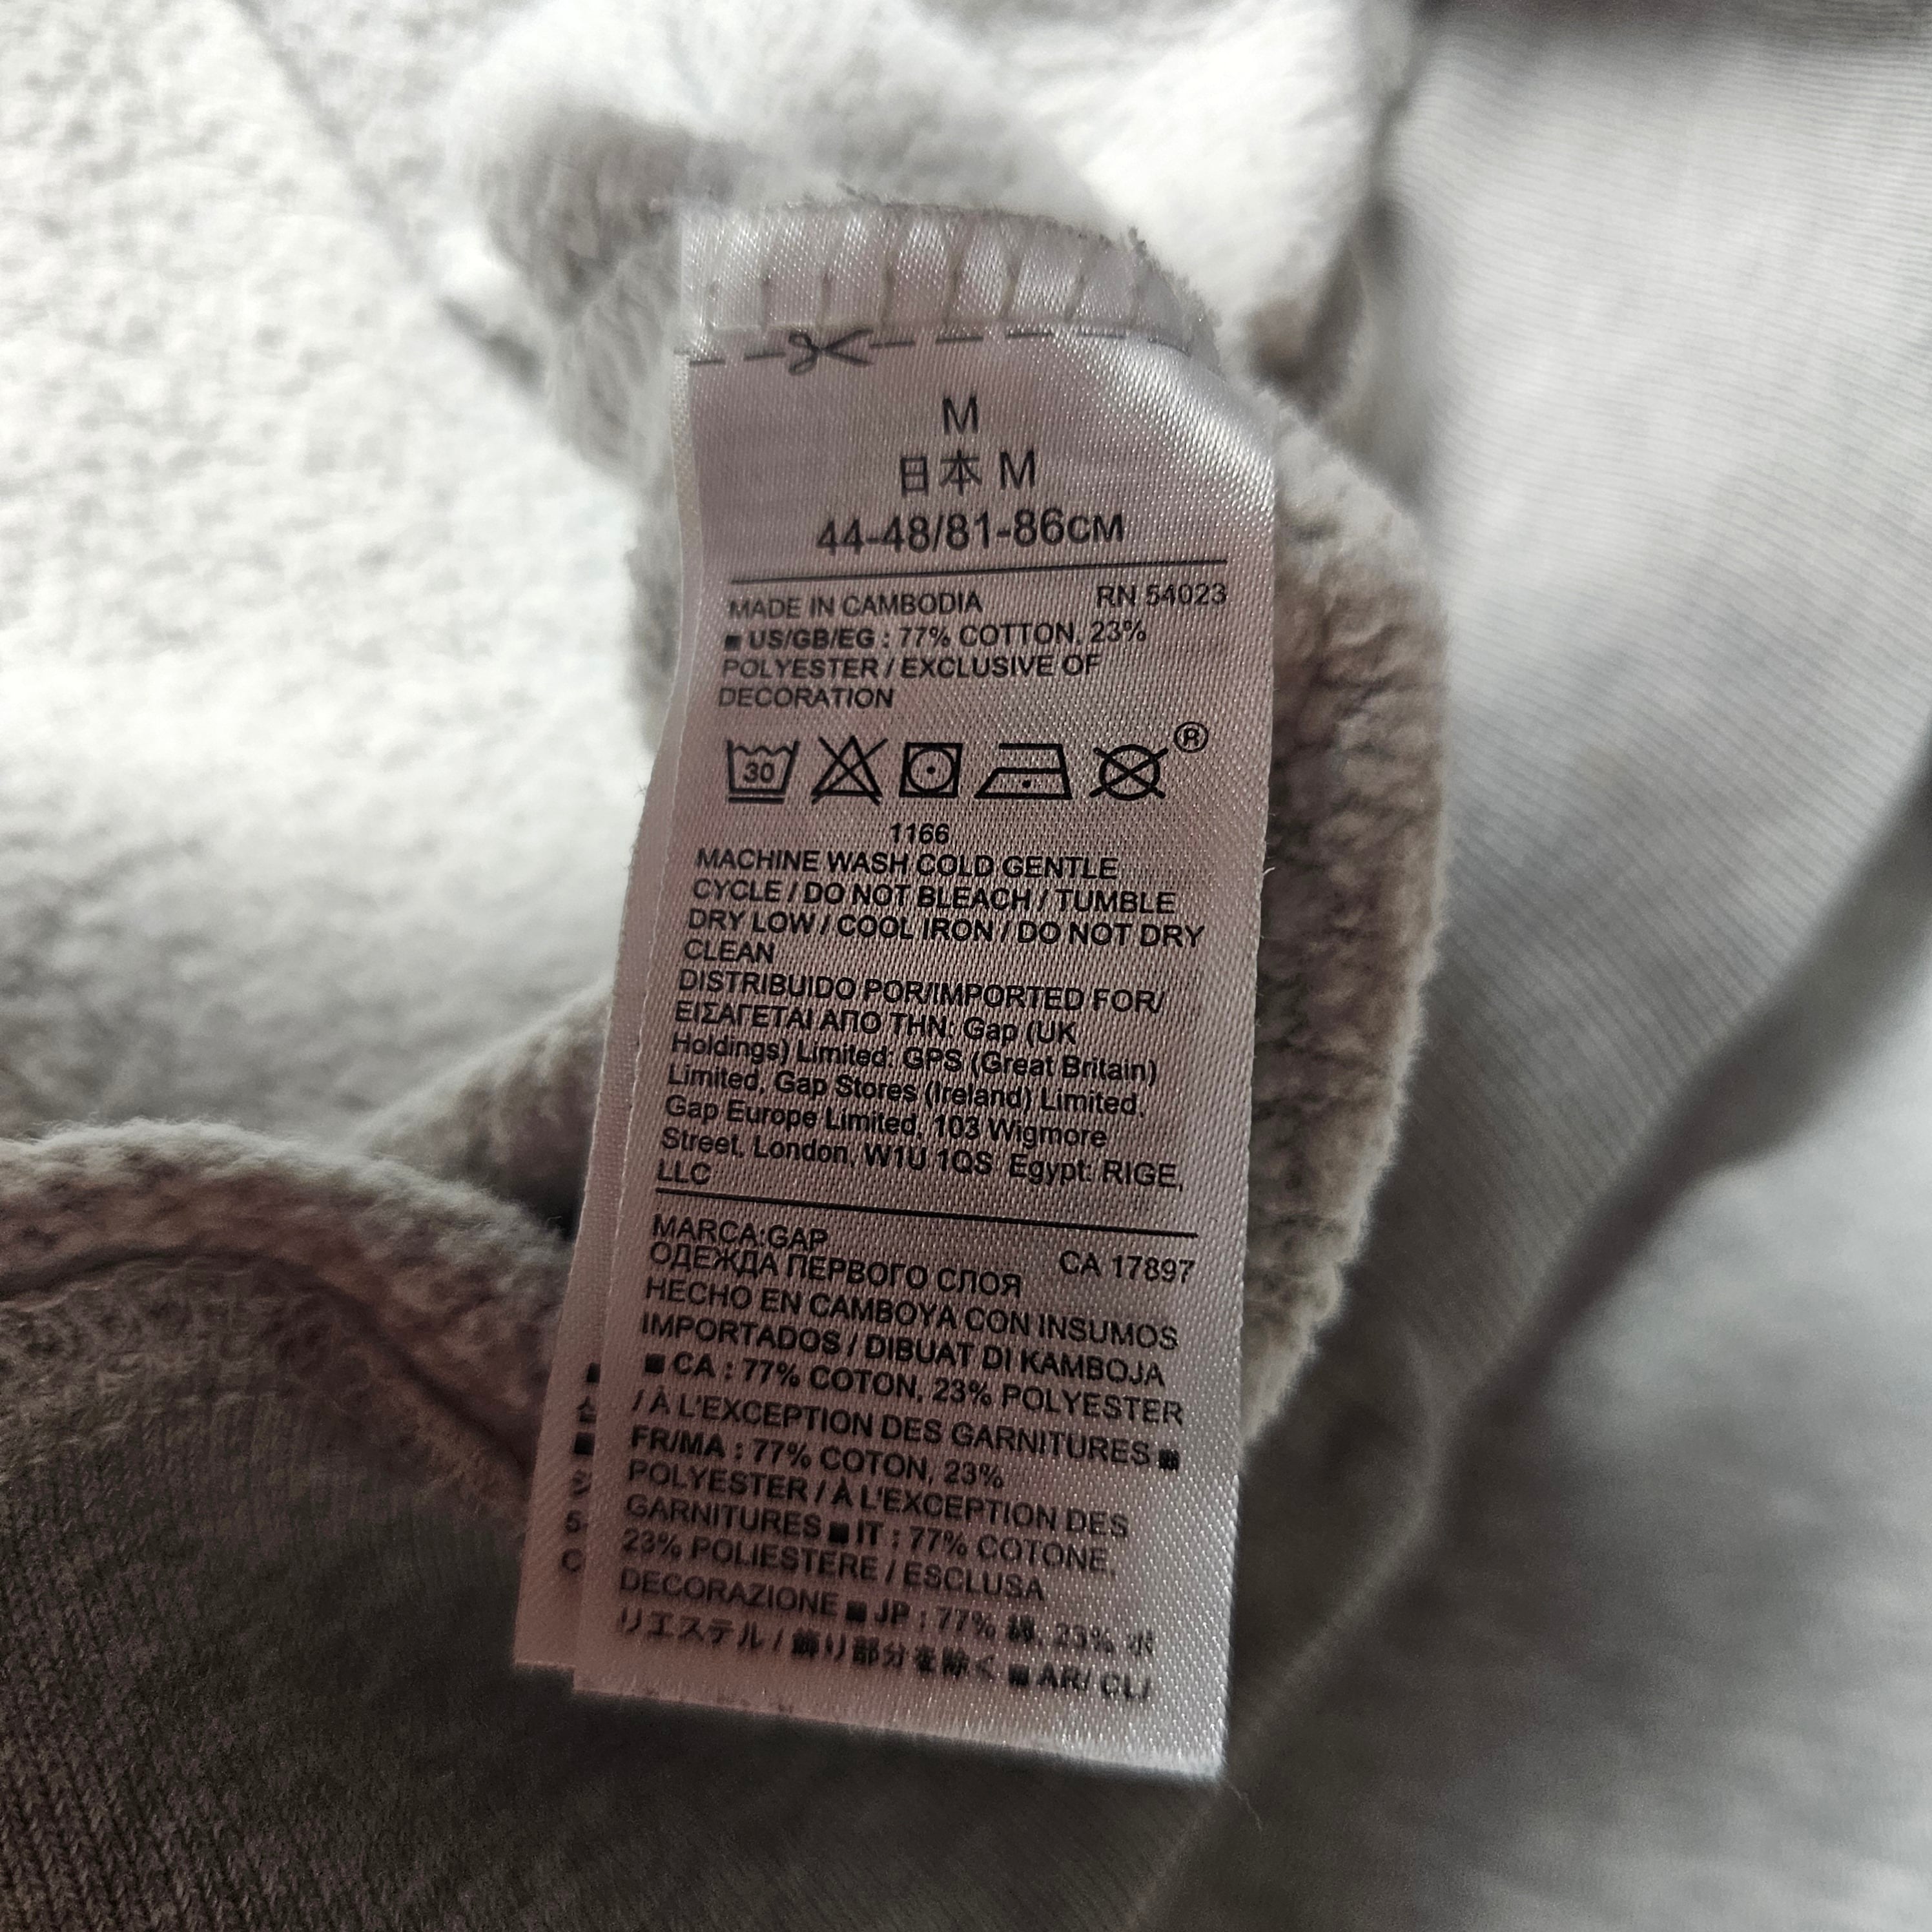 M
日本 M
44-48/81-86CM
MADE IN CAMBODIA RN 54023
■ US/GB/EG : 77% COTTON, 23%
POLYESTER / EXCLUSIVE OF
DECORATION
30
®
1166
MACHINE WASH COLD GENTLE
CYCLE / DO NOT BLEACH / TUMBLE
DRY LOW / COOL IRON / DO NOT DRY
CLEAN
DISTRIBUIDO POR/IMPORTED FOR/
ΕΙΣΑΓΕΤΑΙ ΑΠΟ ΤΗΝ: Gap (UK
Holdings) Limited: GPS (Great Britain)
Limited, Gap Stores (Ireland) Limited,
Gap Europe Limited, 103 Wigmore
Street, London, W1U 1QS Egypt: RIGE,
LLC
MARCA:GAP
ОДЕЖДА ПЕРВОГО СЛОЯ CA 17897
HECHO EN CAMBOYA CON INSUMOS
IMPORTADOS / DIBUAT DI KAMBOJA
■ CA : 77% COTON, 23% POLYESTER
/ À L'EXCEPTION DES GARNITURES ■
FR/MA : 77% COTON, 23%
POLYESTER / À L'EXCEPTION DES
GARNITURES ■ IT : 77% COTONE,
23% POLIESTERE / ESCLUSA
DECORAZIONE ■ JP : 77% 綿, 23% ポ
リエステル / 飾り部分を除く ■ AR/ CL/